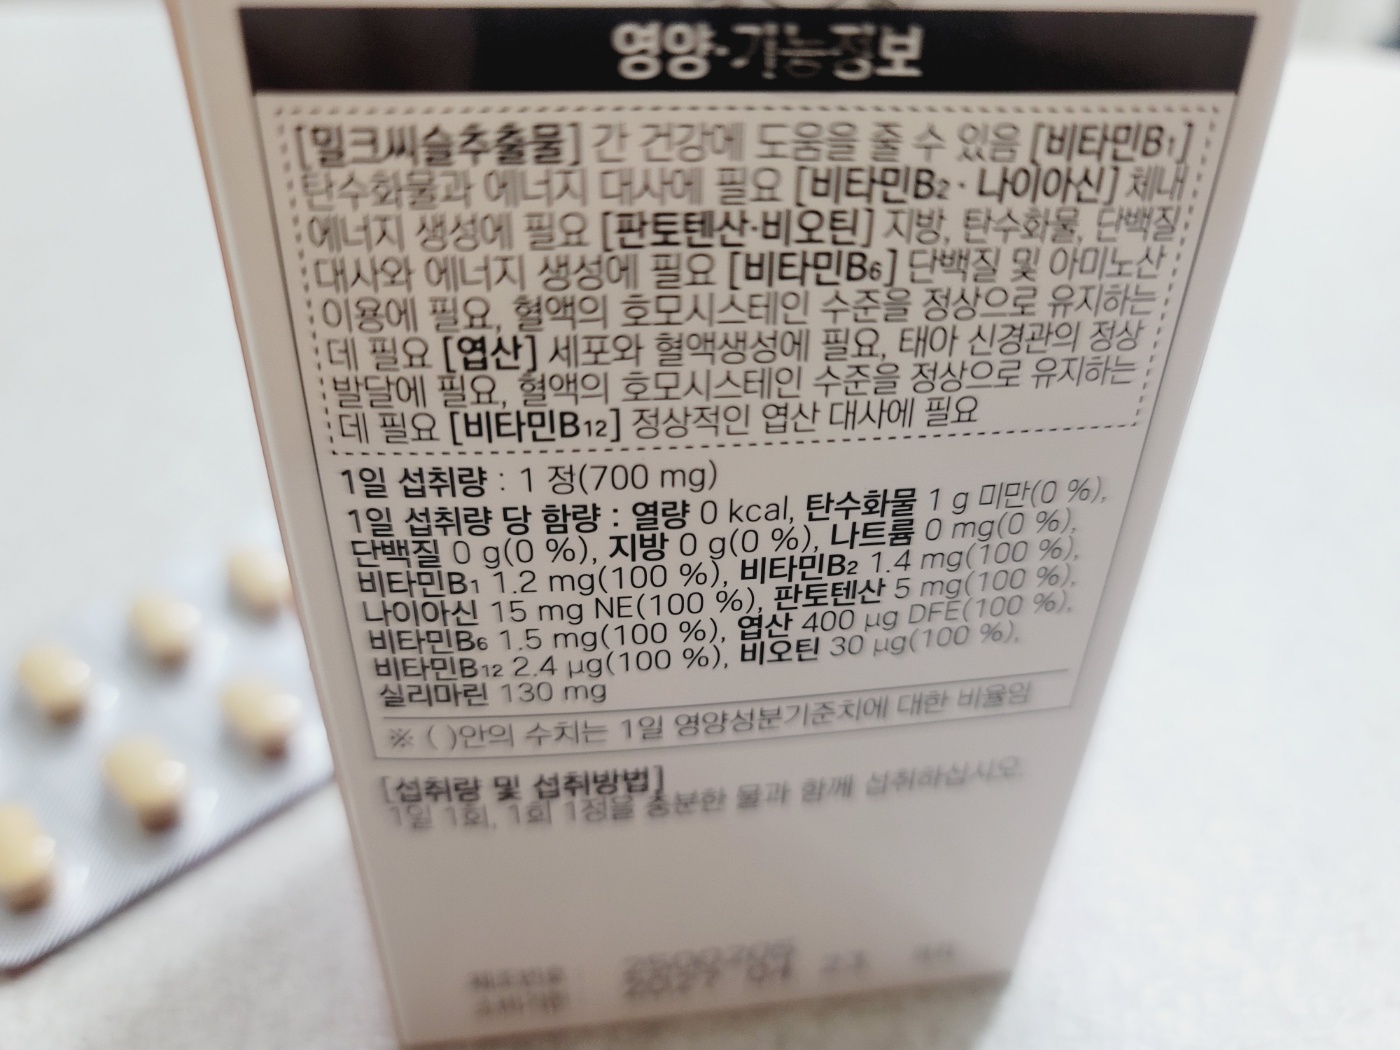 영양·기능정보
[밀크씨슬추출물] 간 건강에 도움을 줄 수 있음 [비타민B1]
탄수화물과 에너지 대사에 필요 [비타민B2 · 나이아신] 체내
에너지 생성에 필요 [판토텐산·비오틴] 지방, 탄수화물, 단백질
대사와 에너지 생성에 필요 [비타민B6] 단백질 및 아미노산
이용에 필요, 혈액의 호모시스테인 수준을 정상으로 유지하는
데 필요 [엽산] 세포와 혈액생성에 필요, 태아 신경관의 정상
발달에 필요, 혈액의 호모시스테인 수준을 정상으로 유지하는
데 필요 [비타민B12] 정상적인 엽산 대사에 필요
1일 섭취량 : 1 정(700 mg)
1일 섭취량 당 함량 : 열량 0 kcal, 탄수화물 1 g 미만(0 %),
단백질 0 g(0 %), 지방 0 g(0 %), 나트륨 0 mg(0 %),
비타민B1 1.2 mg(100 %), 비타민B2 1.4 mg(100 %),
나이아신 15 mg NE(100 %), 판토텐산 5 mg(100 %),
비타민B6 1.5 mg(100 %), 엽산 400 µg DFE(100 %),
비타민B12 2.4 µg(100 %), 비오틴 30 µg(100 %),
실리마린 130 mg
※ ( )안의 수치는 1일 영양성분기준치에 대한 비율임
[섭취량 및 섭취방법]
1일 1회, 1회 1정을 충분한 물과 함께 섭취하십시오.
2027 01